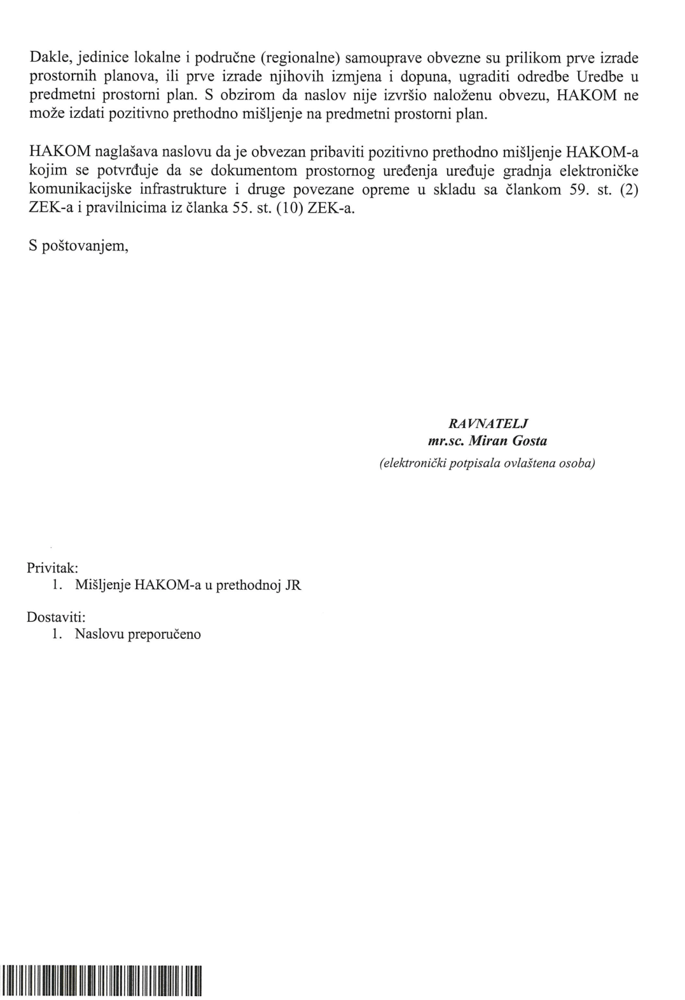 Dakle, jedinice lokalne i područne (regionalne) samouprave obvezne su prilikom prve izrade
prostornih planova, ili prve izrade njihovih izmjena i dopuna, ugraditi odredbe Uredbe u
predmetni prostorni plan. S obzirom da naslov nije izvršio naloženu obvezu, HAKOM ne
može izdati pozitivno prethodno mišljenje na predmetni prostorni plan.
HAKOM naglašava naslovu da je obvezan pribaviti pozitivno prethodno mišljenje HAKOM-a
kojim se potvrđuje da se dokumentom prostornog uređenja uređuje gradnja elektroničke
komunikacijske infrastrukture i druge povezane opreme u skladu sa člankom 59. st. (2)
ZEK-a i pravilnicima iz članka 55. st. (10) ZEK-a.
S poštovanjem,
RAVNATELJ
mr.sc. Miran Gosta
(elektronički potpisala ovlaštena osoba)
Privitak:
1. Mišljenje HAKOM-a u prethodnoj JR
Dostaviti:
1. Naslovu preporučeno